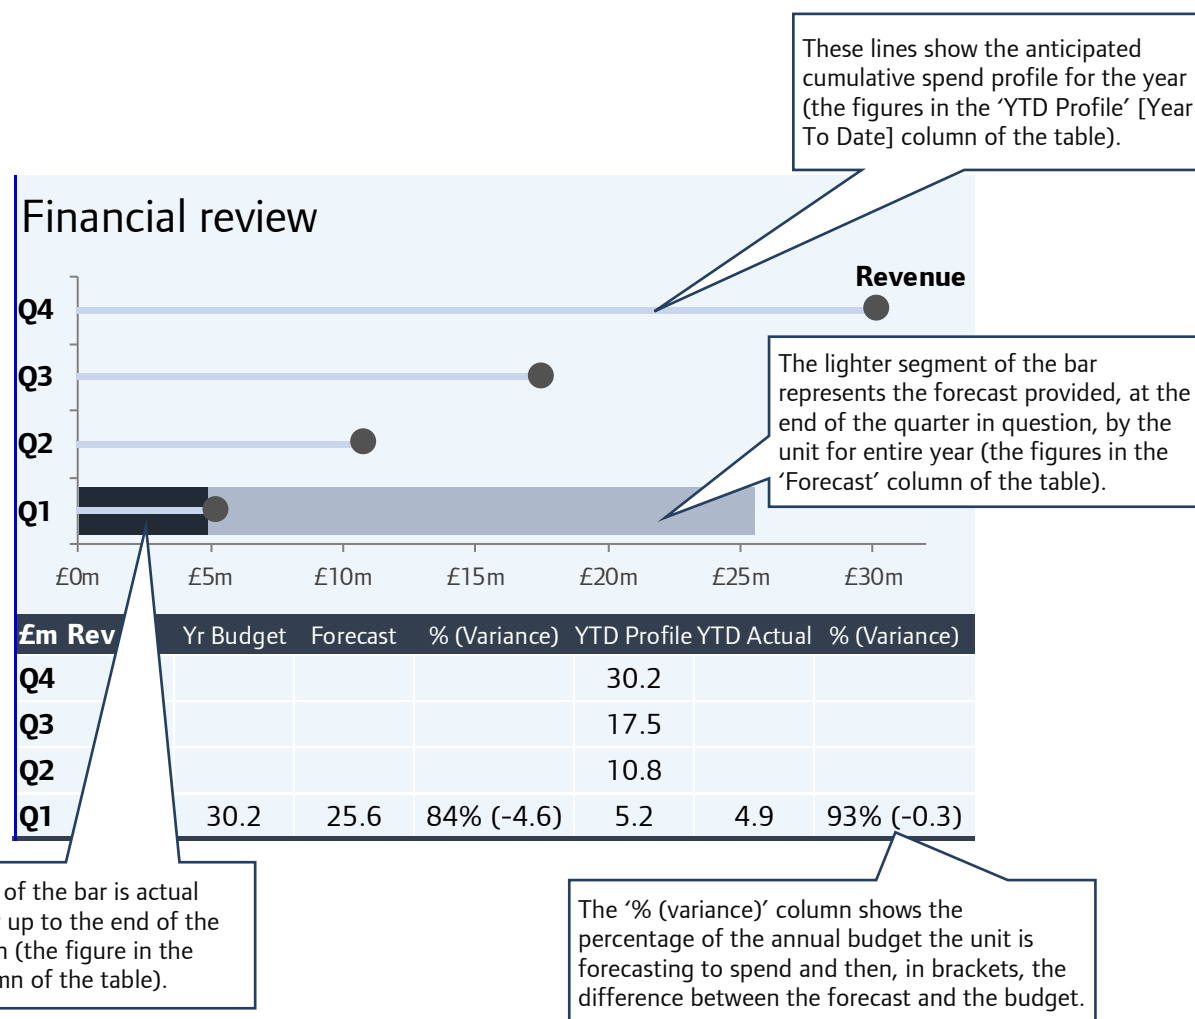 These lines show the anticipated
cumulative spend profile for the year
(the figures in the ‘YTD Profile’ [Year
To Date] column of the table).
Financial review
Revenue
Q4
The lighter segment of the bar
represents the forecast provided, at the
end of the quarter in question, by the
unit for entire year (the figures in the
‘Forecast’ column of the table).
Q3
Q2
Q1
£0m £5m £10m £15m £20m £25m £30m
£m Rev Yr Budget Forecast % (Variance) YTD Profile YTD Actual % (Variance)
Q4 30.2
Q3 17.5
Q2 10.8
Q1 30.2 25.6 84% (-4.6) 5.2 4.9 93% (-0.3)
of the bar is actual
up to the end of the
(the figure in the
of the table).
The ‘% (variance)’ column shows the
percentage of the annual budget the unit is
forecasting to spend and then, in brackets, the
difference between the forecast and the budget.